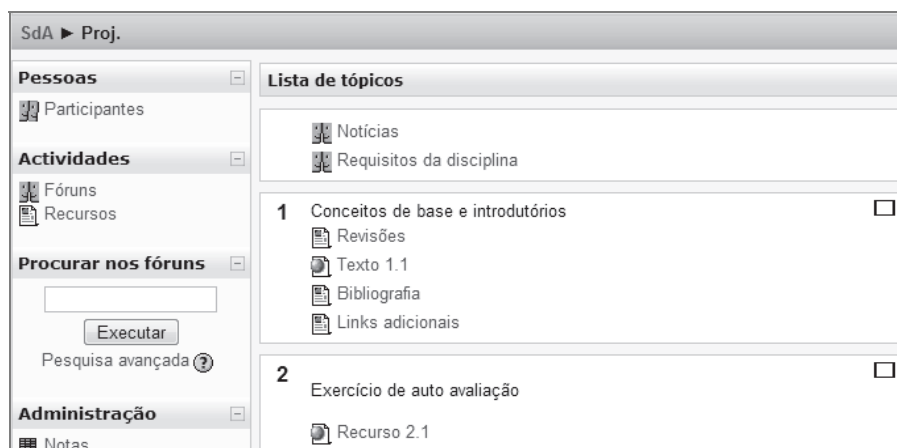 SdA ► Proj.
Pessoas
Participantes
Actividades
Fóruns
Recursos
Procurar nos fóruns
Executar
Pesquisa avançada ?
Administração
Notas
Lista de tópicos
Notícias
Requisitos da disciplina
1 Conceitos de base e introdutórios
Revisões
Texto 1.1
Bibliografia
Links adicionais
2
Exercício de auto avaliação
Recurso 2.1